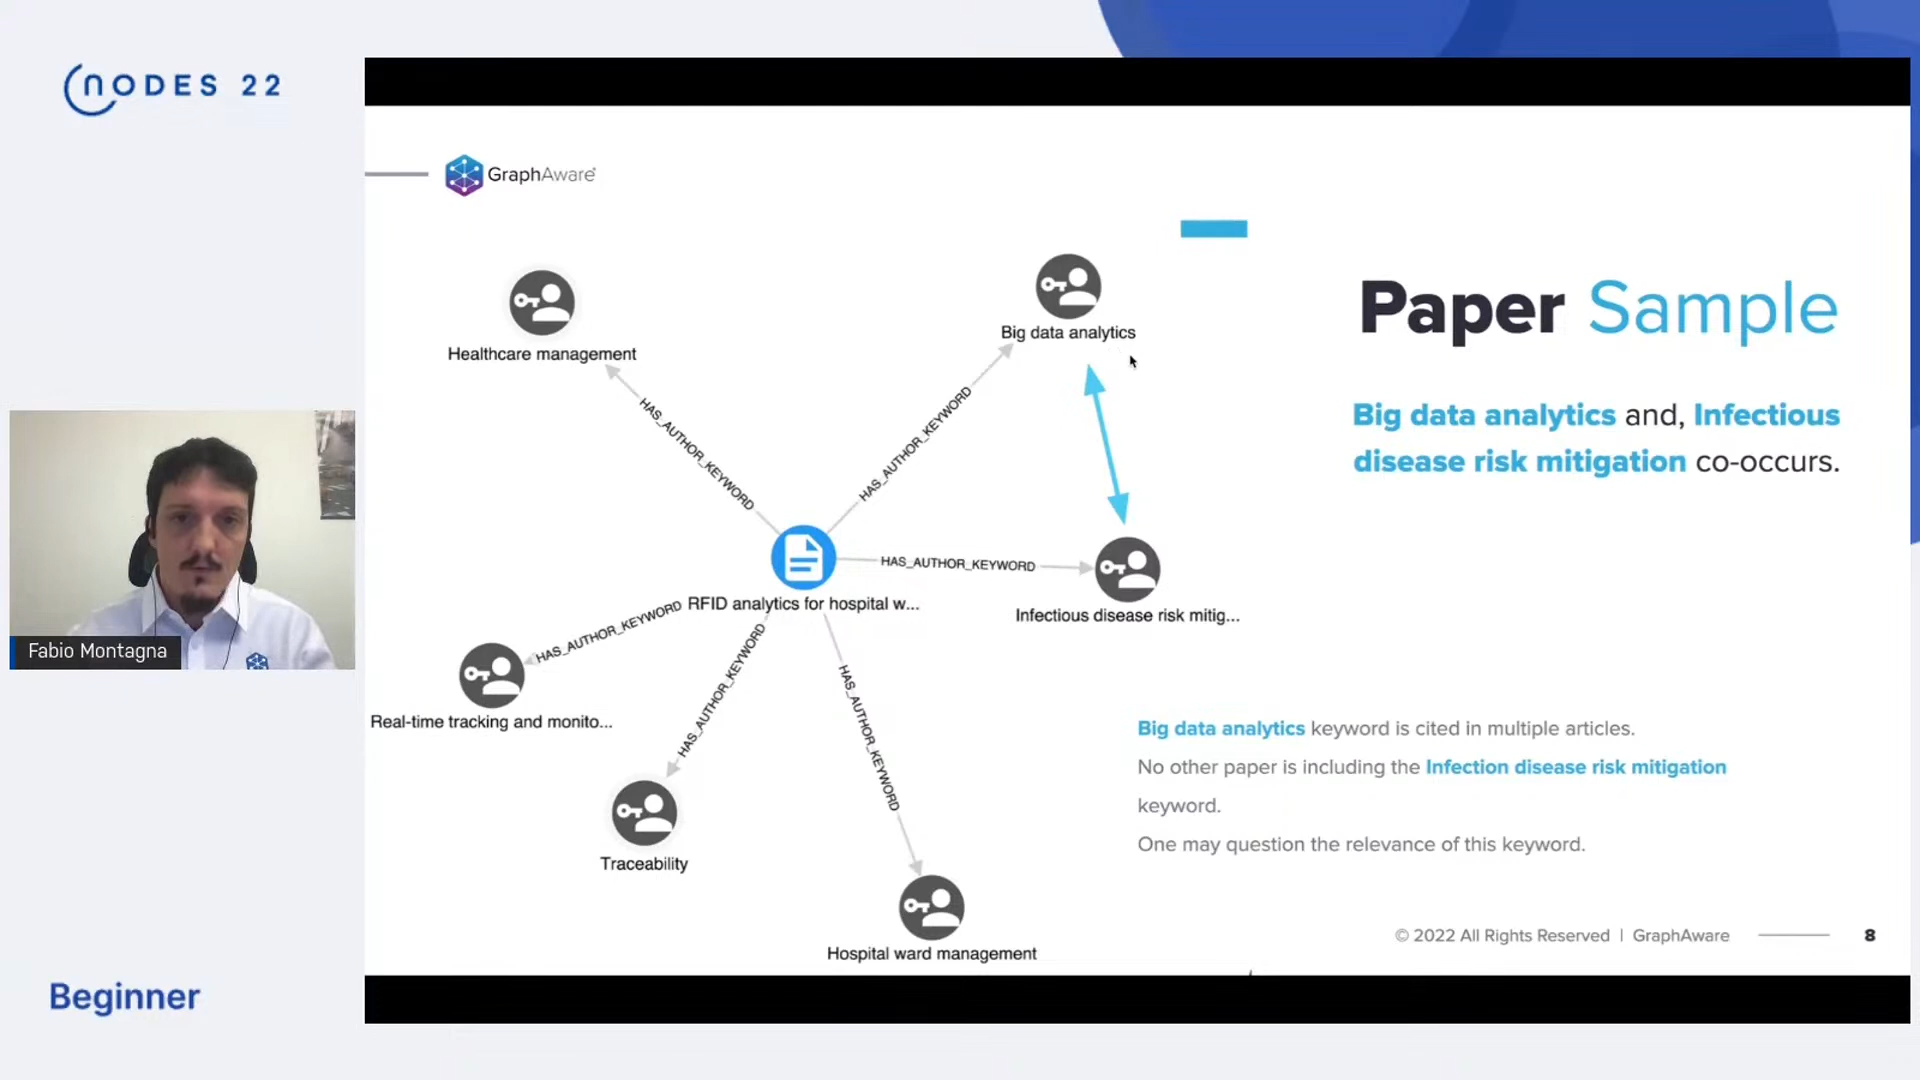 NODES 22
GraphAware
Paper Sample
Big data analytics and, Infectious
disease risk mitigation co-occurs.
Healthcare management
Big data analytics
HAS_AUTHOR_KEYWORD
HAS_AUTHOR_KEYWORD
HAS_AUTHOR_KEYWORD
RFID analytics for hospital w...
Infectious disease risk mitig...
HAS_AUTHOR_KEYWORD
HAS_AUTHOR_KEYWORD
HAS_AUTHOR_KEYWORD
Real-time tracking and monito...
Traceability
Hospital ward management
Big data analytics keyword is cited in multiple articles.
No other paper is including the Infection disease risk mitigation
keyword.
One may question the relevance of this keyword.
© 2022 All Rights Reserved | GraphAware
8
Fabio Montagna
Beginner